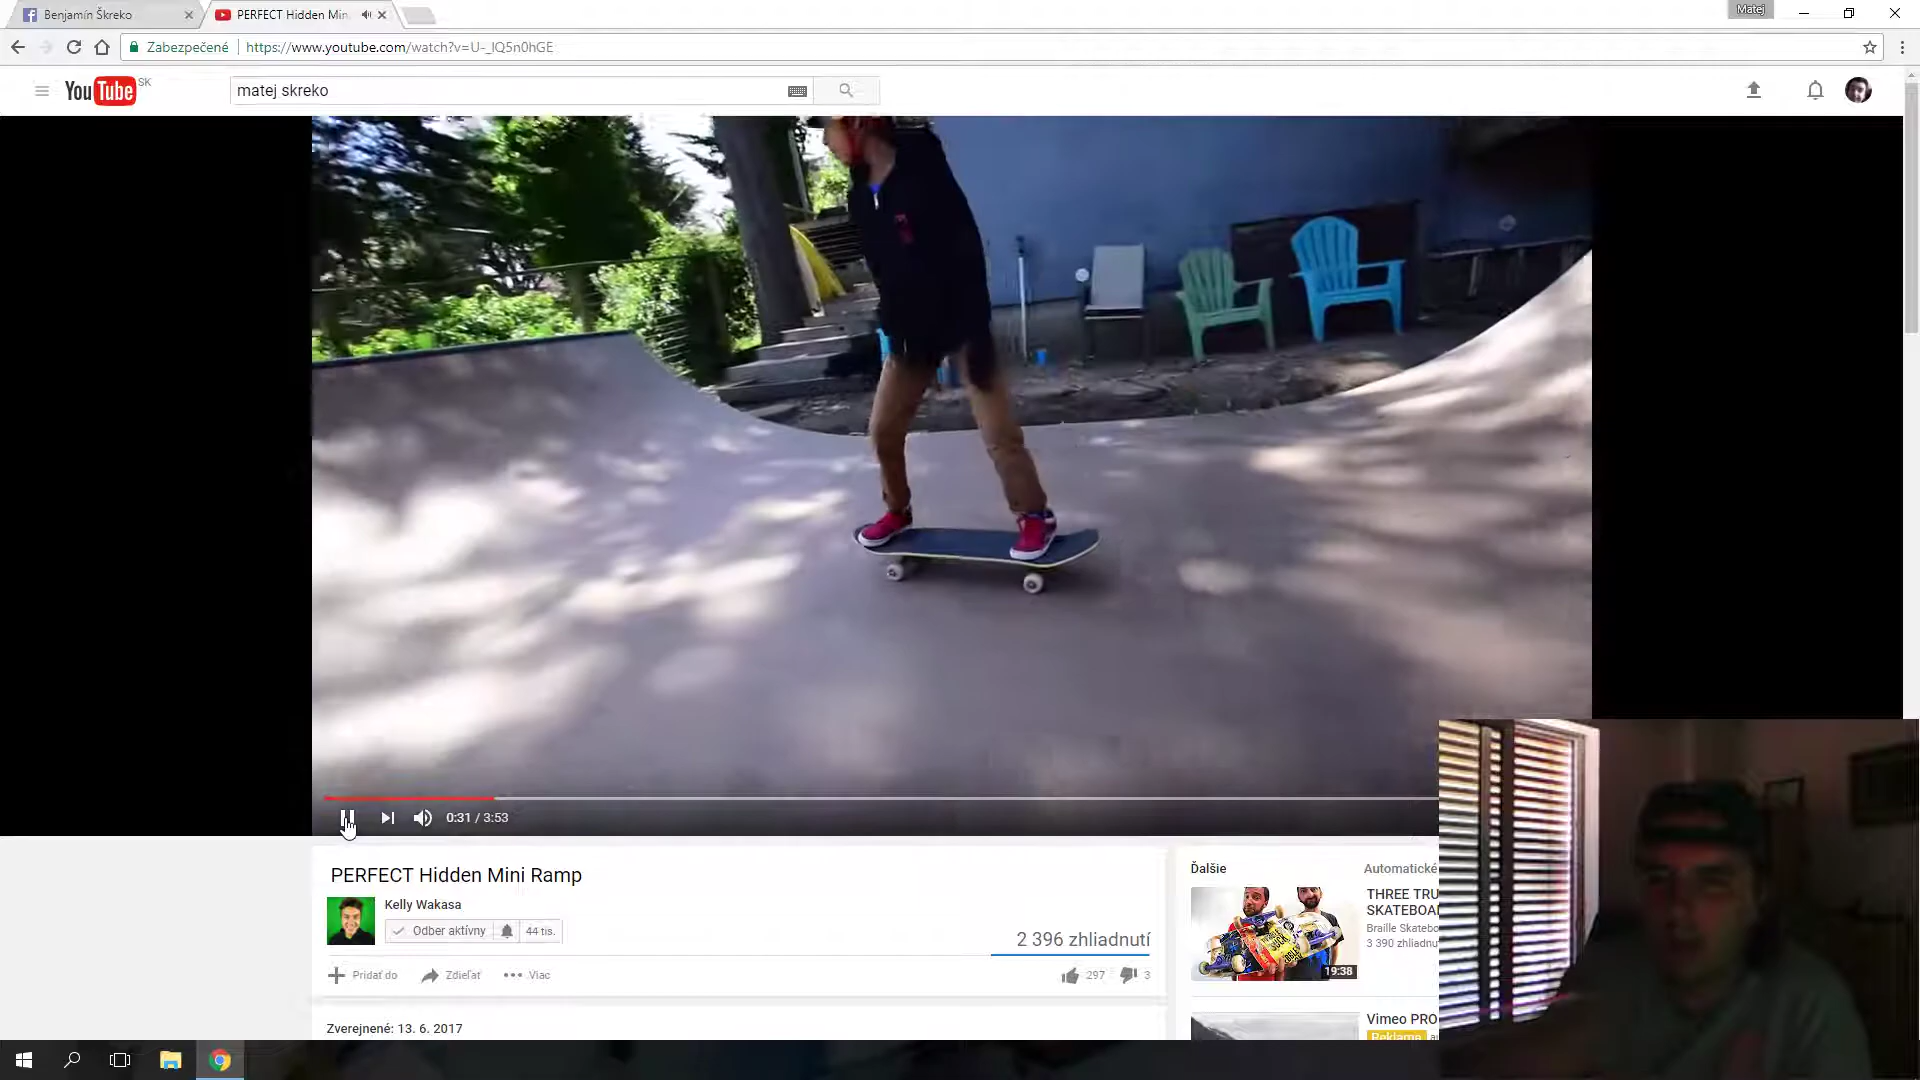 Benjamín Škreko
PERFECT Hidden Min
Matej
Zabezpečené
https://www.youtube.com/watch?v=U-_lQ5n0hGE
YouTube SK
matej skreko
0:31 / 3:53
PERFECT Hidden Mini Ramp
Kelly Wakasa
Odber aktívny
44 tis.
2 396 zhliadnutí
Pridať do
Zdieľať
Viac
297
3
Zverejnené: 13. 6. 2017
Ďalšie
Automatické
THREE TRU
SKATEBOA
Braille Skatebo
3 390 zhliadnu
19:38
Vimeo PRO
Reklama